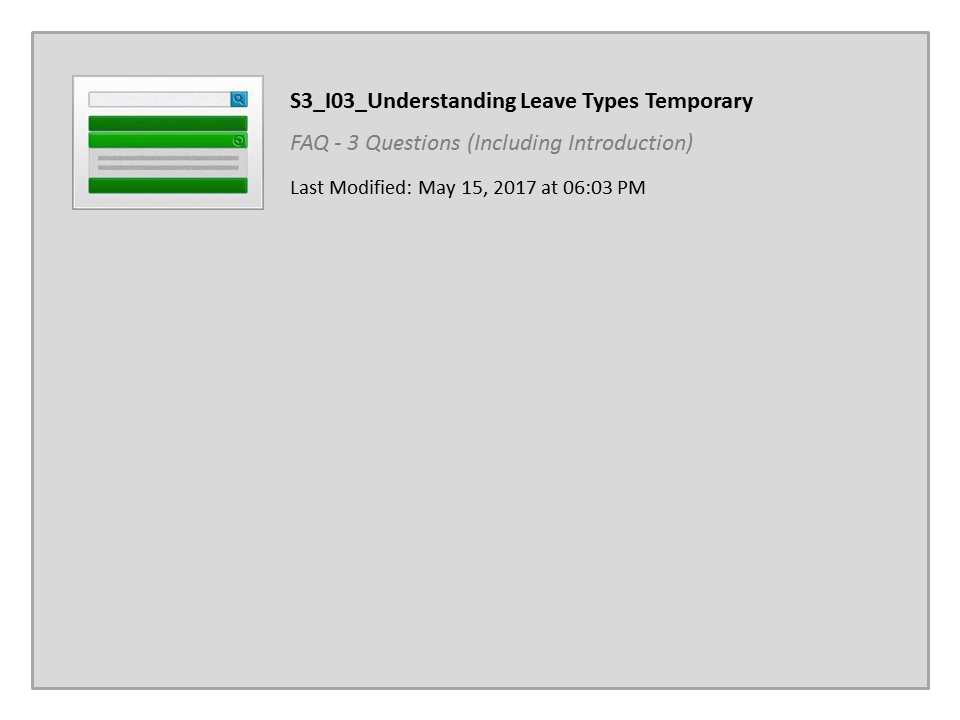 S3_I03_Understanding Leave Types Temporary
FAQ - 3 Questions (Including Introduction)
Last Modified: May 15, 2017 at 06:03 PM